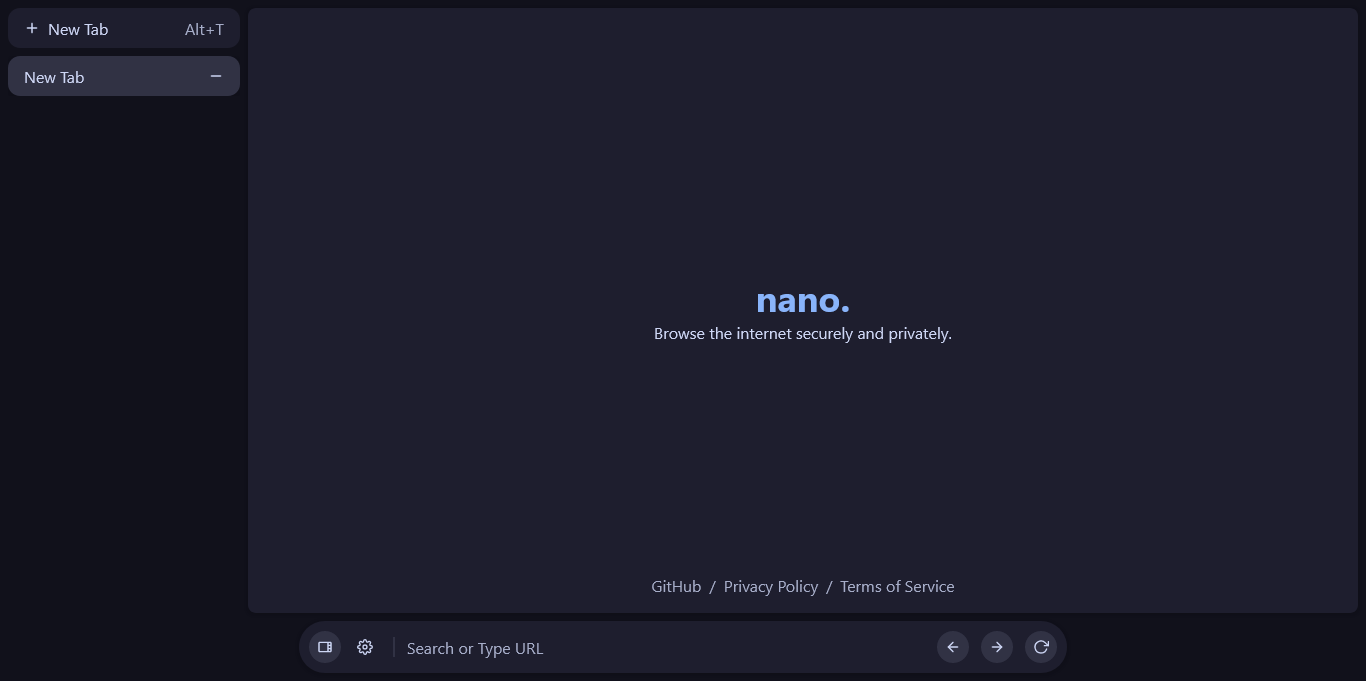 New Tab Alt+T
New Tab
nano.
Browse the internet securely and privately.
GitHub / Privacy Policy / Terms of Service
Search or Type URL